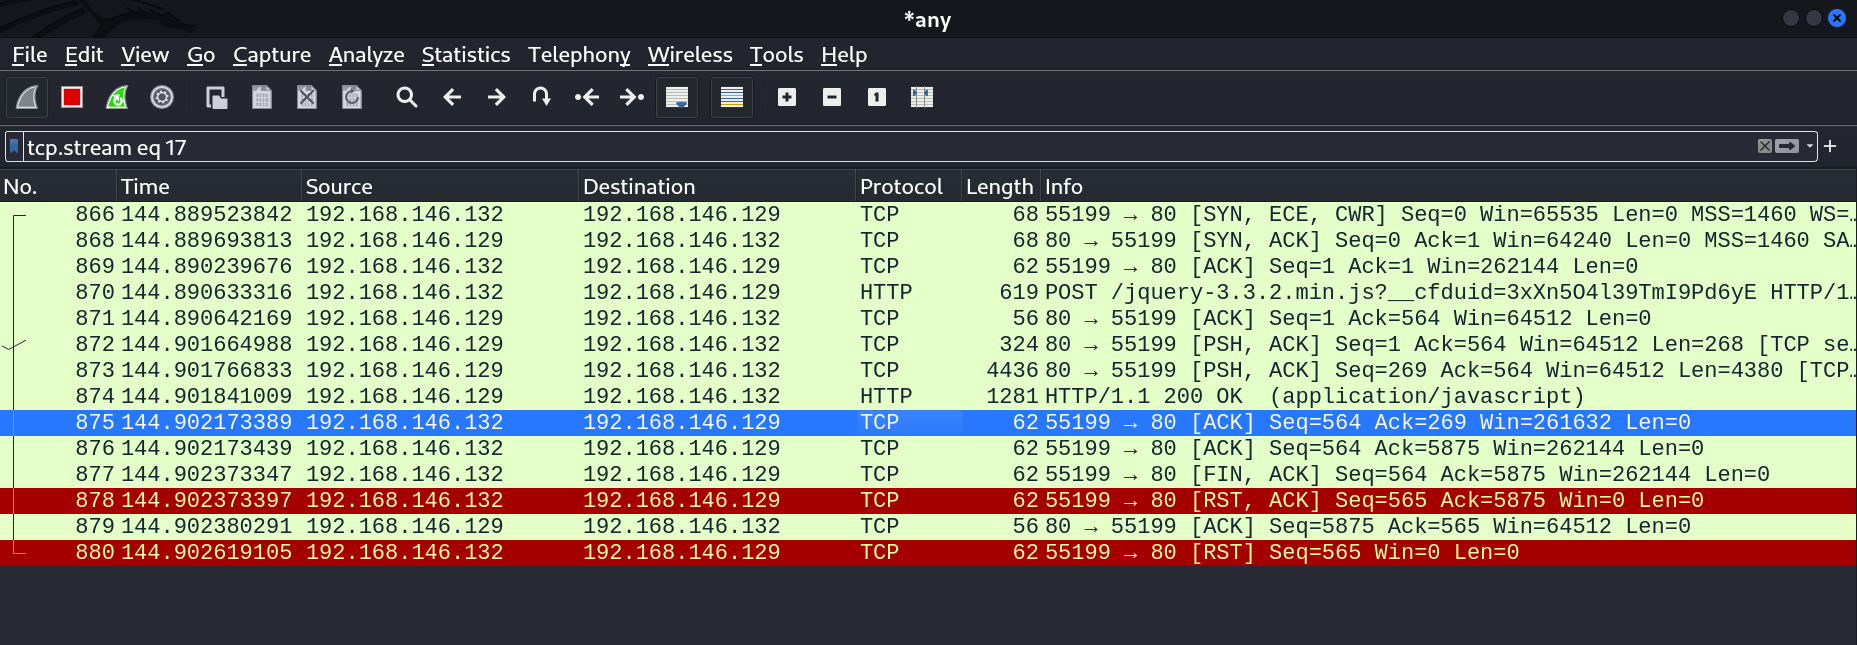 *any
File Edit View Go Capture Analyze Statistics Telephony Wireless Tools Help
tcp.stream eq 17
No. Time Source Destination Protocol Length Info
866 144.889523842 192.168.146.132 192.168.146.129 TCP 68 55199 → 80 [SYN, ECE, CWR] Seq=0 Win=65535 Len=0 MSS=1460 WS=…
868 144.889693813 192.168.146.129 192.168.146.132 TCP 68 80 → 55199 [SYN, ACK] Seq=0 Ack=1 Win=64240 Len=0 MSS=1460 SA…
869 144.890239676 192.168.146.132 192.168.146.129 TCP 62 55199 → 80 [ACK] Seq=1 Ack=1 Win=262144 Len=0
870 144.890633316 192.168.146.132 192.168.146.129 HTTP 619 POST /jquery-3.3.2.min.js?__cfduid=3xXn5O4l39TmI9Pd6yE HTTP/1…
871 144.890642169 192.168.146.129 192.168.146.132 TCP 56 80 → 55199 [ACK] Seq=1 Ack=564 Win=64512 Len=0
872 144.901664988 192.168.146.129 192.168.146.132 TCP 324 80 → 55199 [PSH, ACK] Seq=1 Ack=564 Win=64512 Len=268 [TCP se…
873 144.901766833 192.168.146.129 192.168.146.132 TCP 4436 80 → 55199 [PSH, ACK] Seq=269 Ack=564 Win=64512 Len=4380 [TCP…
874 144.901841009 192.168.146.129 192.168.146.132 HTTP 1281 HTTP/1.1 200 OK (application/javascript)
875 144.902173389 192.168.146.132 192.168.146.129 TCP 62 55199 → 80 [ACK] Seq=564 Ack=269 Win=261632 Len=0
876 144.902173439 192.168.146.132 192.168.146.129 TCP 62 55199 → 80 [ACK] Seq=564 Ack=5875 Win=262144 Len=0
877 144.902373347 192.168.146.132 192.168.146.129 TCP 62 55199 → 80 [FIN, ACK] Seq=564 Ack=5875 Win=262144 Len=0
878 144.902373397 192.168.146.132 192.168.146.129 TCP 62 55199 → 80 [RST, ACK] Seq=565 Ack=5875 Win=0 Len=0
879 144.902380291 192.168.146.129 192.168.146.132 TCP 56 80 → 55199 [ACK] Seq=5875 Ack=565 Win=64512 Len=0
880 144.902619105 192.168.146.132 192.168.146.129 TCP 62 55199 → 80 [RST] Seq=565 Win=0 Len=0